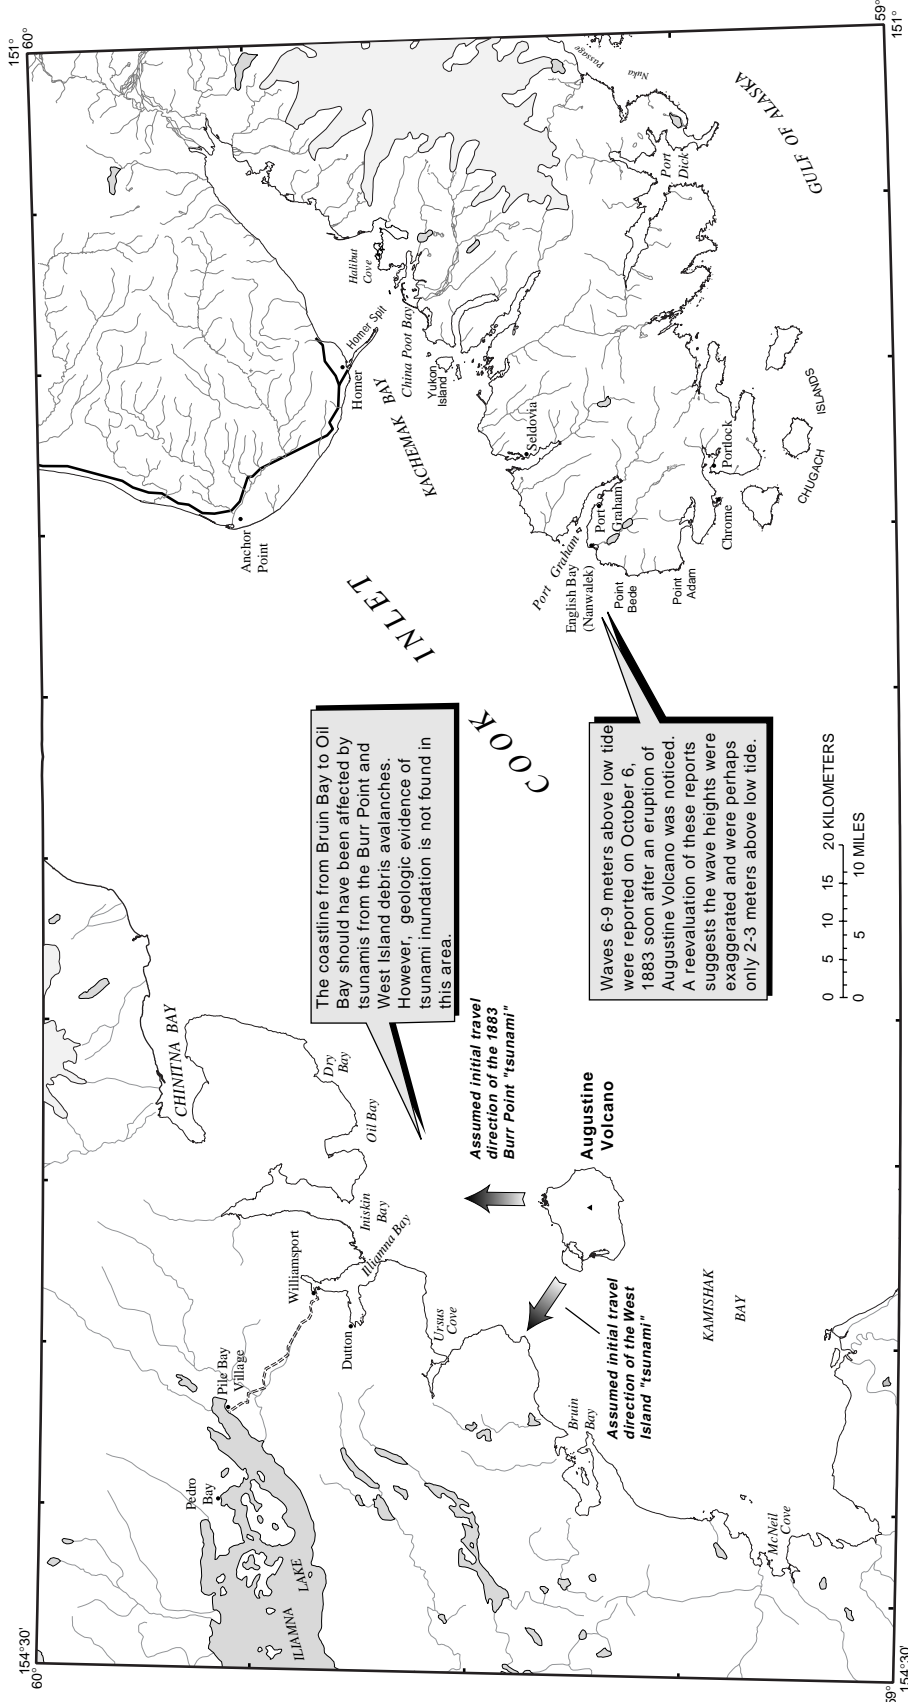 154°30'
60°
151°
60°
59°
154°30'
59°
151°
CHINITNA BAY
Dry
Bay
Oil Bay
Iniskin
Bay
Illiamna Bay
Williamsport
Pile Bay
Village
Pedro
Bay
ILIAMNA LAKE
Dutton
Ursus
Cove
Bruin
Bay
McNeil
Cove
KAMISHAK
BAY
Augustine
Volcano
Assumed initial travel
direction of the 1883
Burr Point "tsunami"
Assumed initial travel
direction of the West
Island "tsunami"
The coastline from Bruin Bay to Oil
Bay should have been affected by
tsunamis from the Burr Point and
West Island debris avalanches.
However, geologic evidence of
tsunami inundation is not found in
this area.
Waves 6-9 meters above low tide
were reported on October 6,
1883 soon after an eruption of
Augustine Volcano was noticed.
A reevaluation of these reports
suggests the wave heights were
exaggerated and were perhaps
only 2-3 meters above low tide.
COOK INLET
Anchor
Point
Homer
Homer Spit
KACHEMAK BAY
Halibut
Cove
China Poot Bay
Yukon
Island
Seldovia
Port Graham
Port
Graham
English Bay
(Nanwalek)
Point
Bede
Point
Adam
Chrome
Portlock
CHUGACH ISLANDS
Port
Dick
Nuka Passage
GULF OF ALASKA
0 5 10 15 20 KILOMETERS
0 5 10 MILES